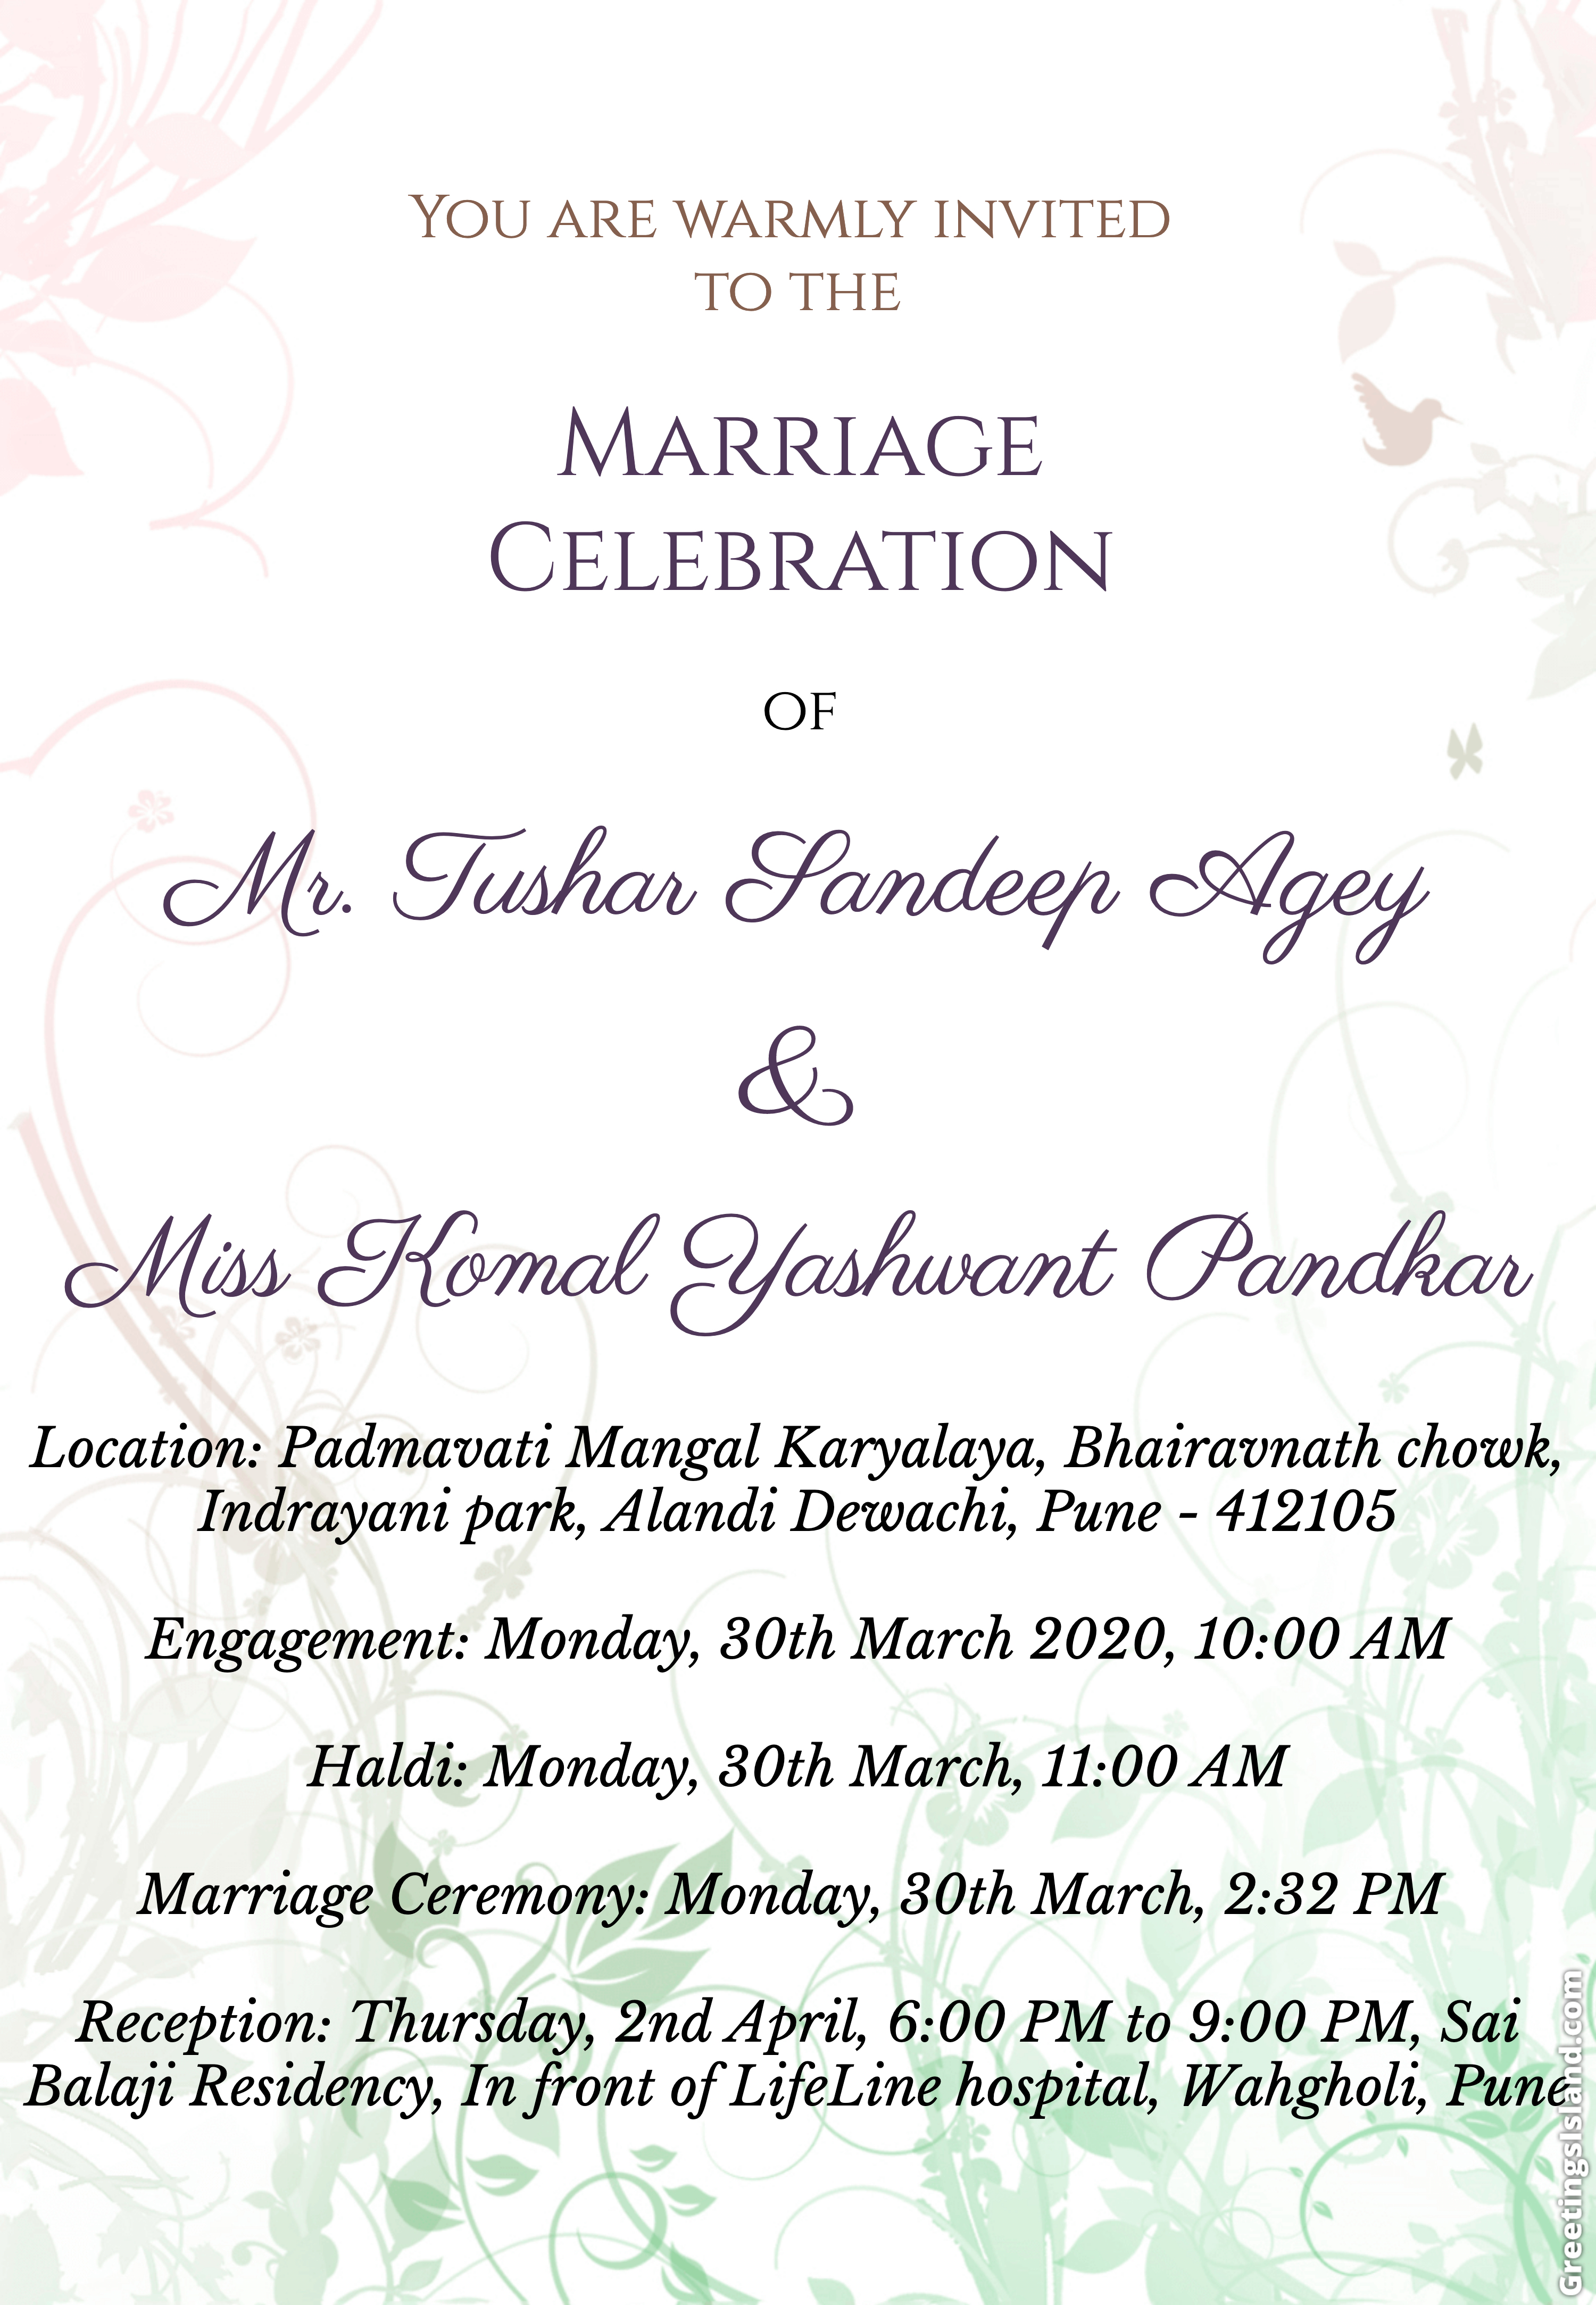 You are warmly invited
to the
Marriage
Celebration
of
Mr. Tushar Sandeep Agey
&
Miss Komal Yashwant Pandkar
Location: Padmavati Mangal Karyalaya, Bhairavnath chowk,
Indrayani park, Alandi Dewachi, Pune - 412105
Engagement: Monday, 30th March 2020, 10:00 AM
Haldi: Monday, 30th March, 11:00 AM
Marriage Ceremony: Monday, 30th March, 2:32 PM
Reception: Thursday, 2nd April, 6:00 PM to 9:00 PM, Sai
Balaji Residency, In front of LifeLine hospital, Wahgholi, Pune
GreetingsIsland.com